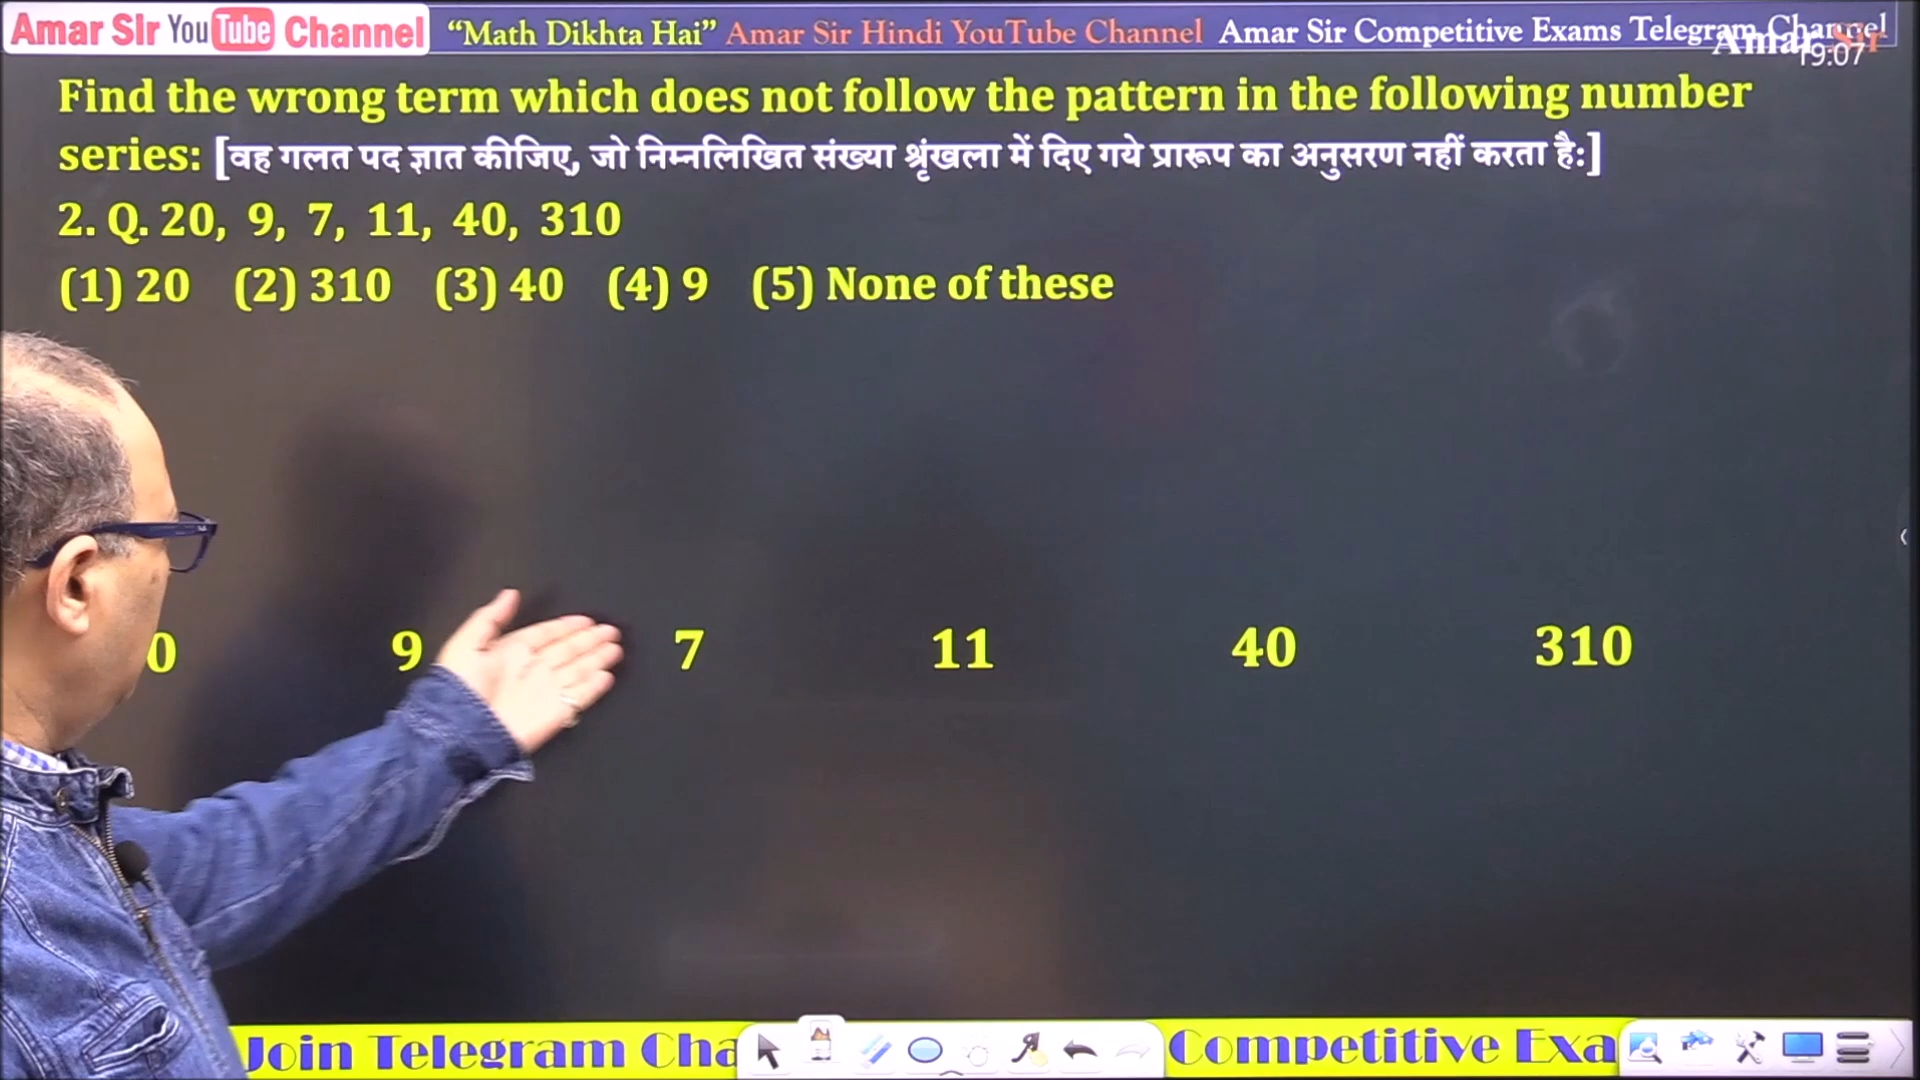 Amar Sir YouTube Channel "Math Dikhta Hai" Amar Sir Hindi YouTube Channel Amar Sir Competitive Exams Telegram Channel
Amar Sir
19:07
Find the wrong term which does not follow the pattern in the following number
series: [वह गलत पद ज्ञात कीजिए, जो निम्नलिखित संख्या श्रृंखला में दिए गये प्रारूप का अनुसरण नहीं करता है:]
2. Q. 20, 9, 7, 11, 40, 310
(1) 20 (2) 310 (3) 40 (4) 9 (5) None of these
0 9 7 11 40 310
Join Telegram Cha Competitive Exa